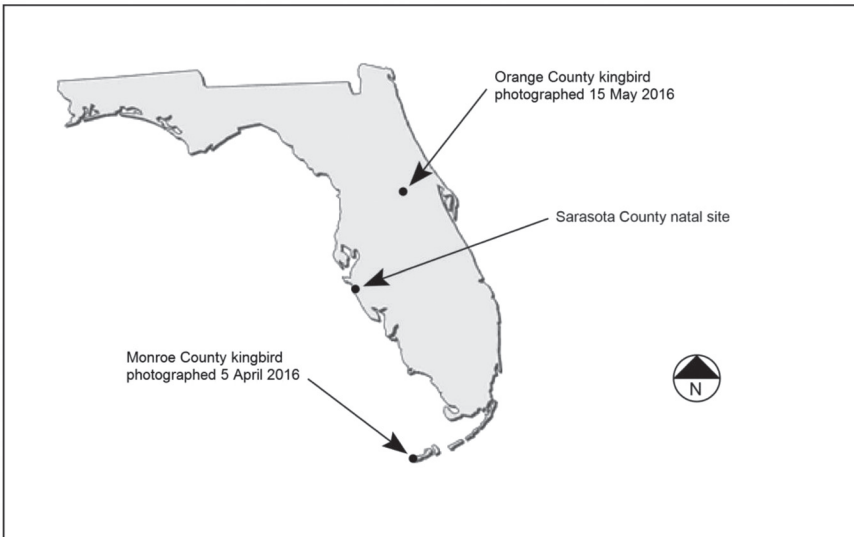 Orange County kingbird
photographed 15 May 2016
Sarasota County natal site
Monroe County kingbird
photographed 5 April 2016
N